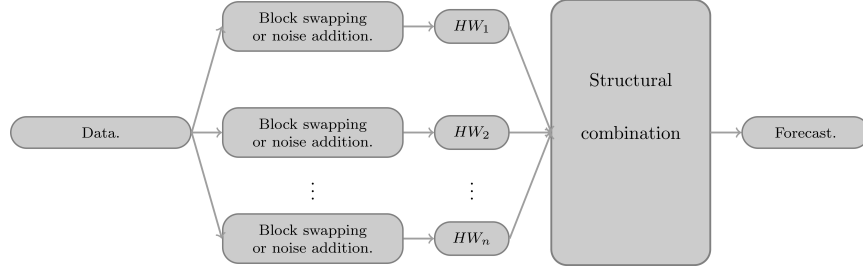 Data.
Block swapping
or noise addition.
HW₁
Block swapping
or noise addition.
HW₂
⋮
⋮
Block swapping
or noise addition.
HWₙ
Structural
combination
Forecast.